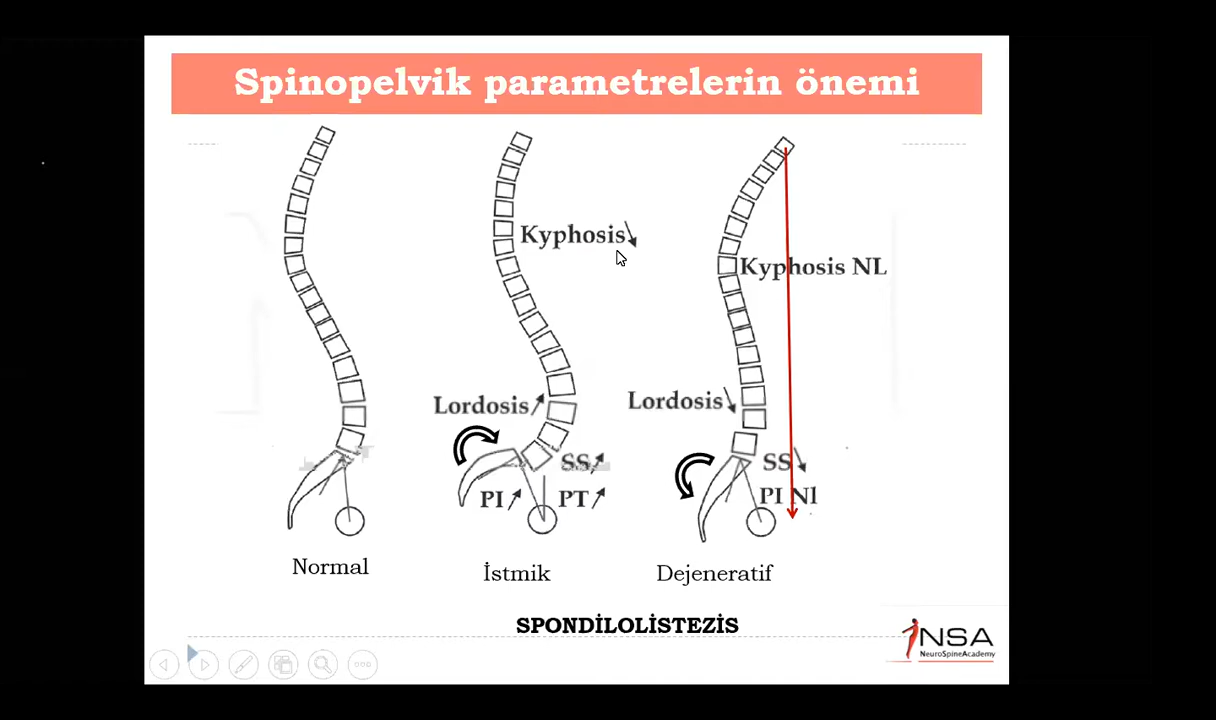 Spinopelvik parametrelerin önemi
Kyphosis
Kyphosis NL
Lordosis
Lordosis
SS
SS
PI
PT
PI Nl
Normal
İstmik
Dejeneratif
SPONDİLOLİSTEZİS
NSA
NeuroSpineAcademy